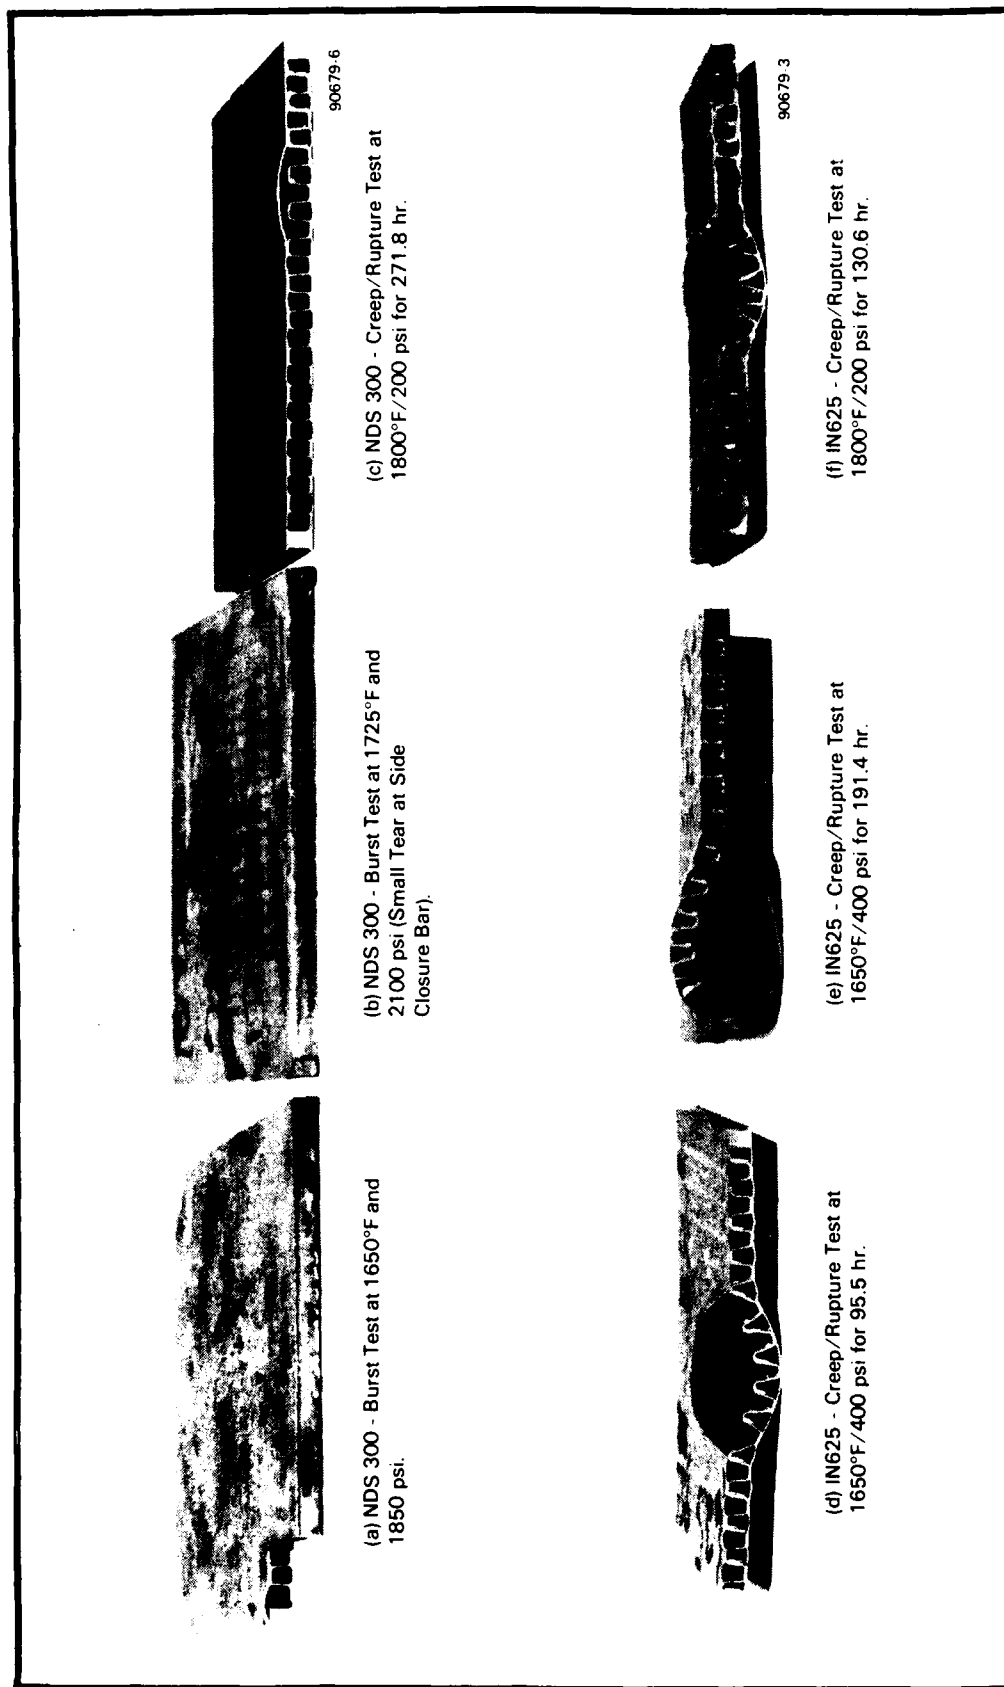 90679-6
(a) NDS 300 - Burst Test at 1650°F and
1850 psi.
(b) NDS 300 - Burst Test at 1725°F and
2100 psi (Small Tear at Side
Closure Bar).
(c) NDS 300 - Creep/Rupture Test at
1800°F/200 psi for 271.8 hr.
90679-3
(d) IN625 - Creep/Rupture Test at
1650°F/400 psi for 95.5 hr.
(e) IN625 - Creep/Rupture Test at
1650°F/400 psi for 191.4 hr.
(f) IN625 - Creep/Rupture Test at
1800°F/200 psi for 130.6 hr.